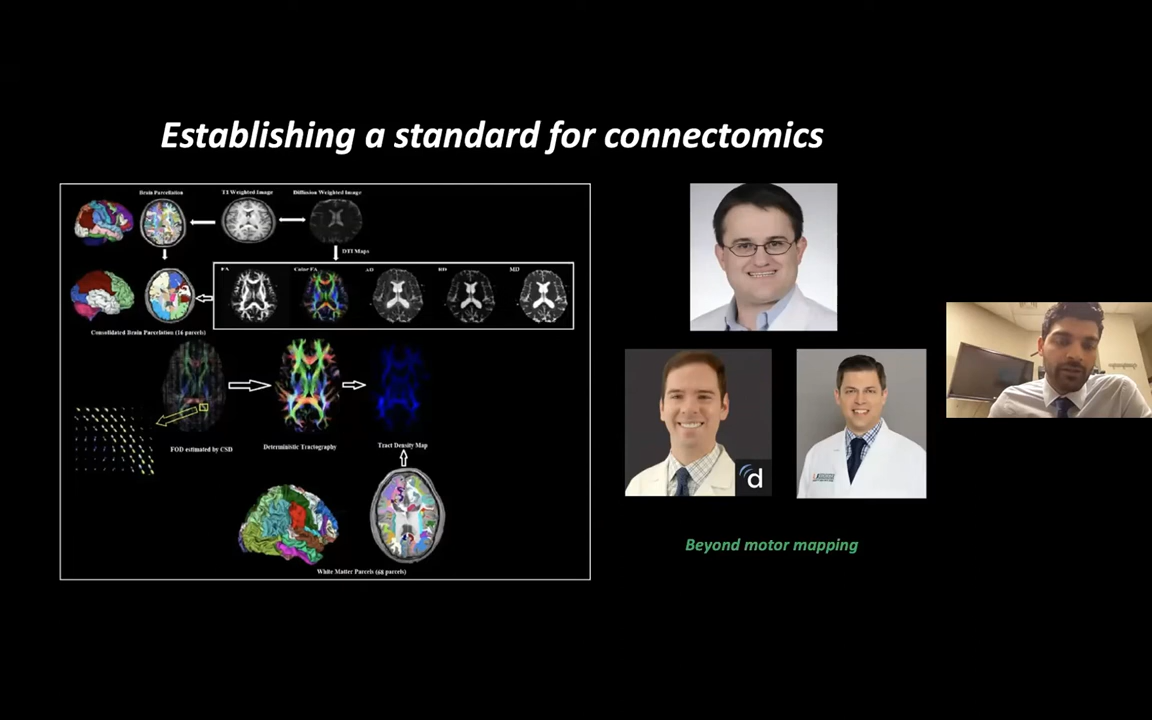 Establishing a standard for connectomics
Brain Parcellation
T1 Weighted Image
Diffusion Weighted Image
DTI Maps
FA
Color FA
AD
RD
MD
Consolidated Brain Parcellation (16 parcels)
FOD estimated by CSD
Deterministic Tractography
Tract Density Map
White Matter Parcels (68 parcels)
d
Beyond motor mapping